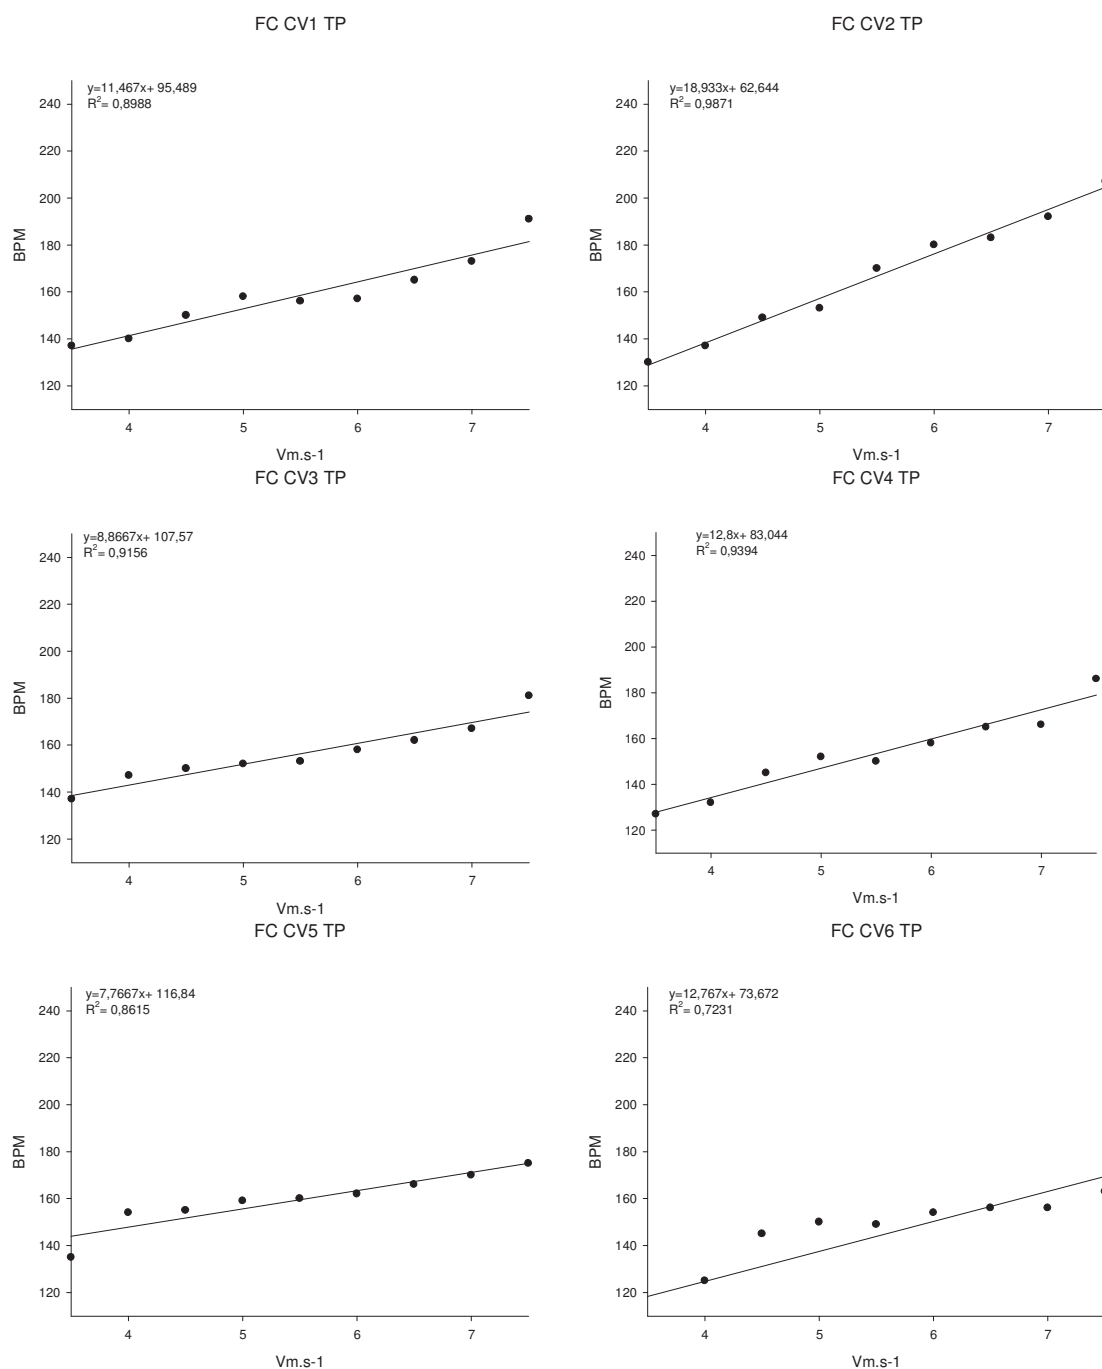 FC CV1 TP
y=11,467x+ 95,489
R²= 0,8988
240
220
200
180
160
140
120
BPM
4 5 6 7
Vm.s-1
FC CV2 TP
y=18,933x+ 62,644
R²= 0,9871
240
220
200
180
160
140
120
BPM
4 5 6 7
Vm.s-1
FC CV3 TP
y=8,8667x+ 107,57
R²= 0,9156
240
220
200
180
160
140
120
BPM
4 5 6 7
Vm.s-1
FC CV4 TP
y=12,8x+ 83,044
R²= 0,9394
240
220
200
180
160
140
120
BPM
4 5 6 7
Vm.s-1
FC CV5 TP
y=7,7667x+ 116,84
R²= 0,8615
240
220
200
180
160
140
120
BPM
4 5 6 7
Vm.s-1
FC CV6 TP
y=12,767x+ 73,672
R²= 0,7231
240
220
200
180
160
140
120
BPM
4 5 6 7
Vm.s-1